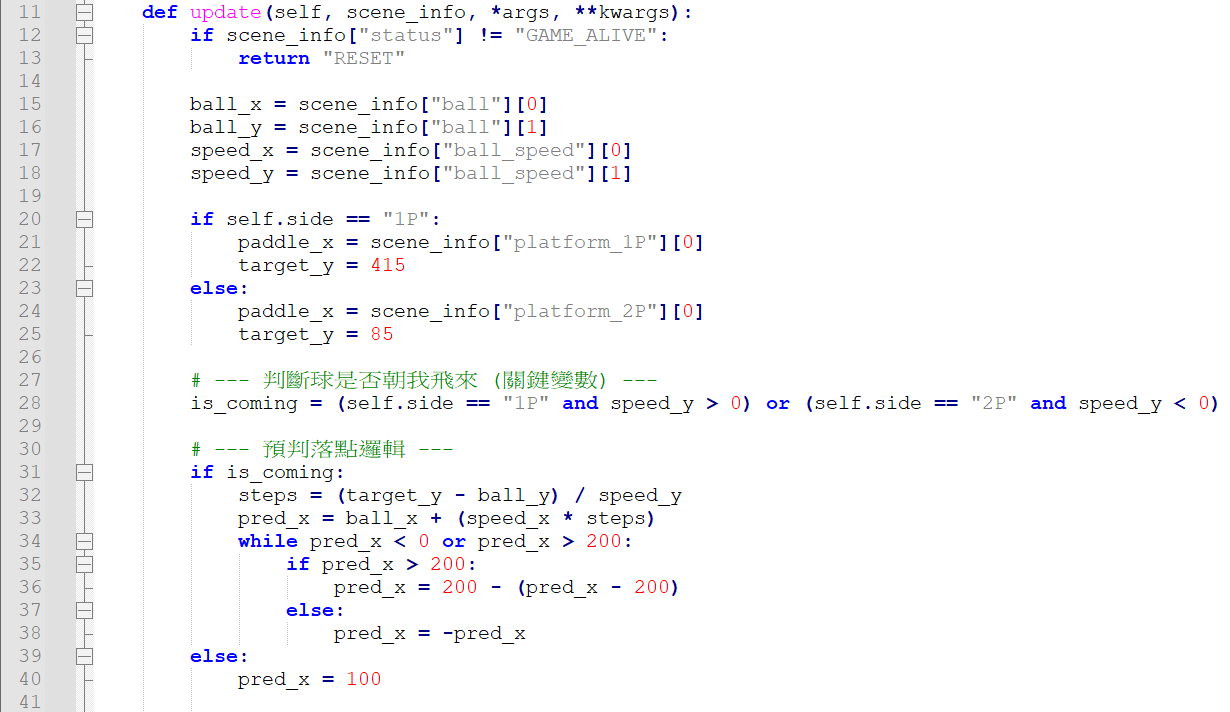 11 def update(self, scene_info, *args, **kwargs):
12 if scene_info["status"] != "GAME_ALIVE":
13 return "RESET"
14
15 ball_x = scene_info["ball"][0]
16 ball_y = scene_info["ball"][1]
17 speed_x = scene_info["ball_speed"][0]
18 speed_y = scene_info["ball_speed"][1]
19
20 if self.side == "1P":
21 paddle_x = scene_info["platform_1P"][0]
22 target_y = 415
23 else:
24 paddle_x = scene_info["platform_2P"][0]
25 target_y = 85
26
27 # --- 判斷球是否朝我飛來 (關鍵變數) ---
28 is_coming = (self.side == "1P" and speed_y > 0) or (self.side == "2P" and speed_y < 0)
29
30 # --- 預判落點邏輯 ---
31 if is_coming:
32 steps = (target_y - ball_y) / speed_y
33 pred_x = ball_x + (speed_x * steps)
34 while pred_x < 0 or pred_x > 200:
35 if pred_x > 200:
36 pred_x = 200 - (pred_x - 200)
37 else:
38 pred_x = -pred_x
39 else:
40 pred_x = 100
41